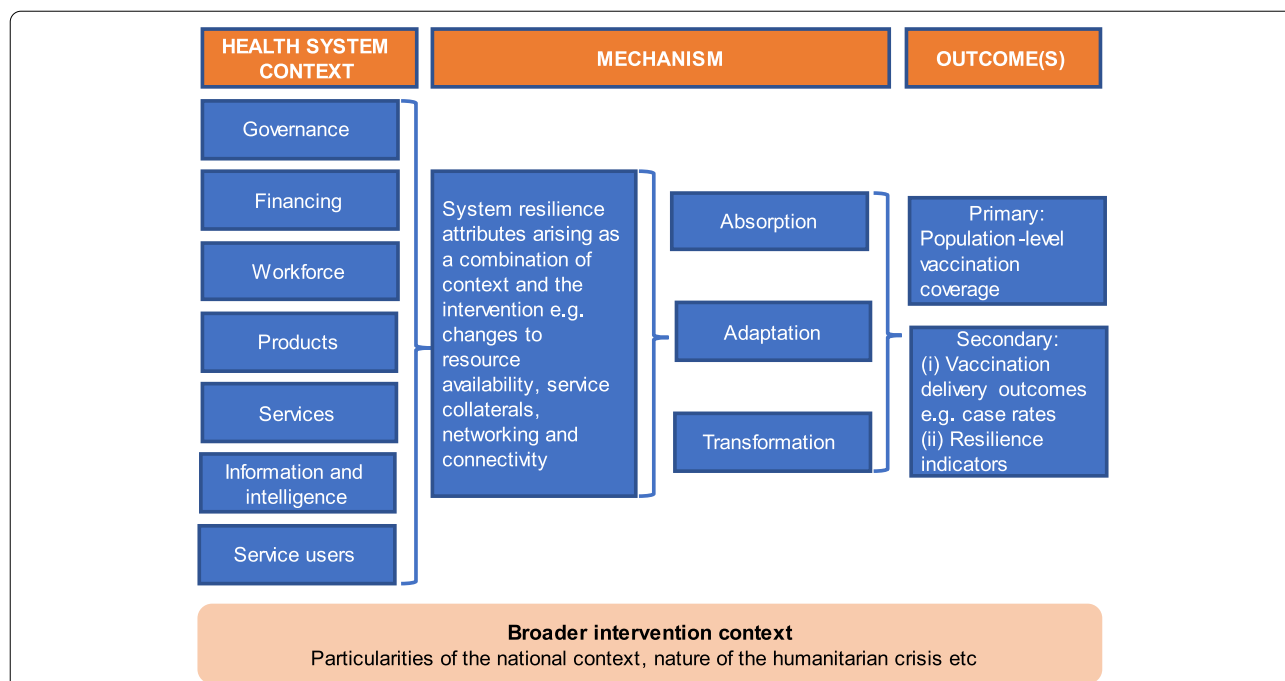 HEALTH SYSTEM
CONTEXT
MECHANISM
OUTCOME(S)
Governance
Financing
Workforce
Products
Services
Information and
intelligence
Service users
System resilience
attributes arising as
a combination of
context and the
intervention e.g.
changes to
resource
availability, service
collaterals,
networking and
connectivity
Absorption
Adaptation
Transformation
Primary:
Population-level
vaccination
coverage
Secondary:
(i) Vaccination
delivery outcomes
e.g. case rates
(ii) Resilience
indicators
Broader intervention context
Particularities of the national context, nature of the humanitarian crisis etc